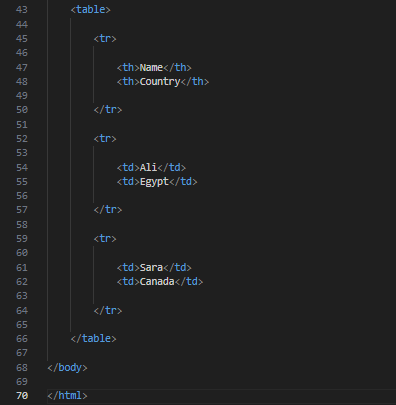 43 <table>
44
45 <tr>
46
47 <th>Name</th>
48 <th>Country</th>
49
50 </tr>
51
52 <tr>
53
54 <td>Ali</td>
55 <td>Egypt</td>
56
57 </tr>
58
59 <tr>
60
61 <td>Sara</td>
62 <td>Canada</td>
63
64 </tr>
65
66 </table>
67
68 </body>
69
70 </html>